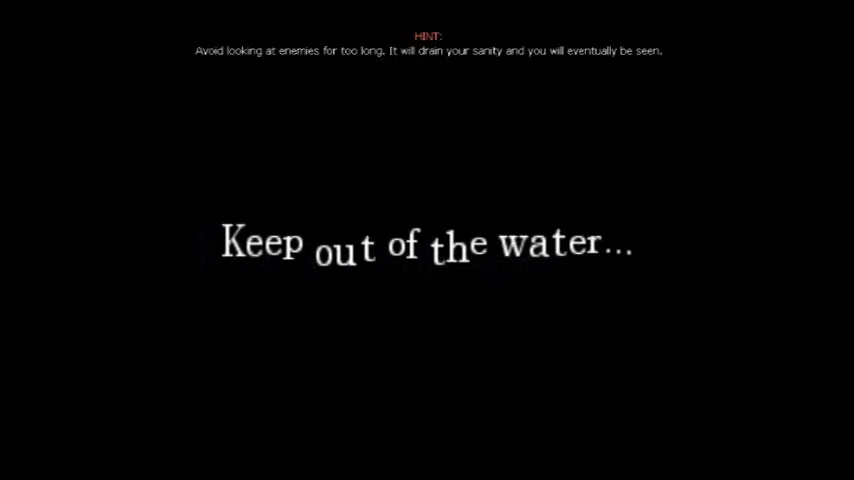 HINT:
Avoid looking at enemies for too long. It will drain your sanity and you will eventually be seen.
Keep out of the water...